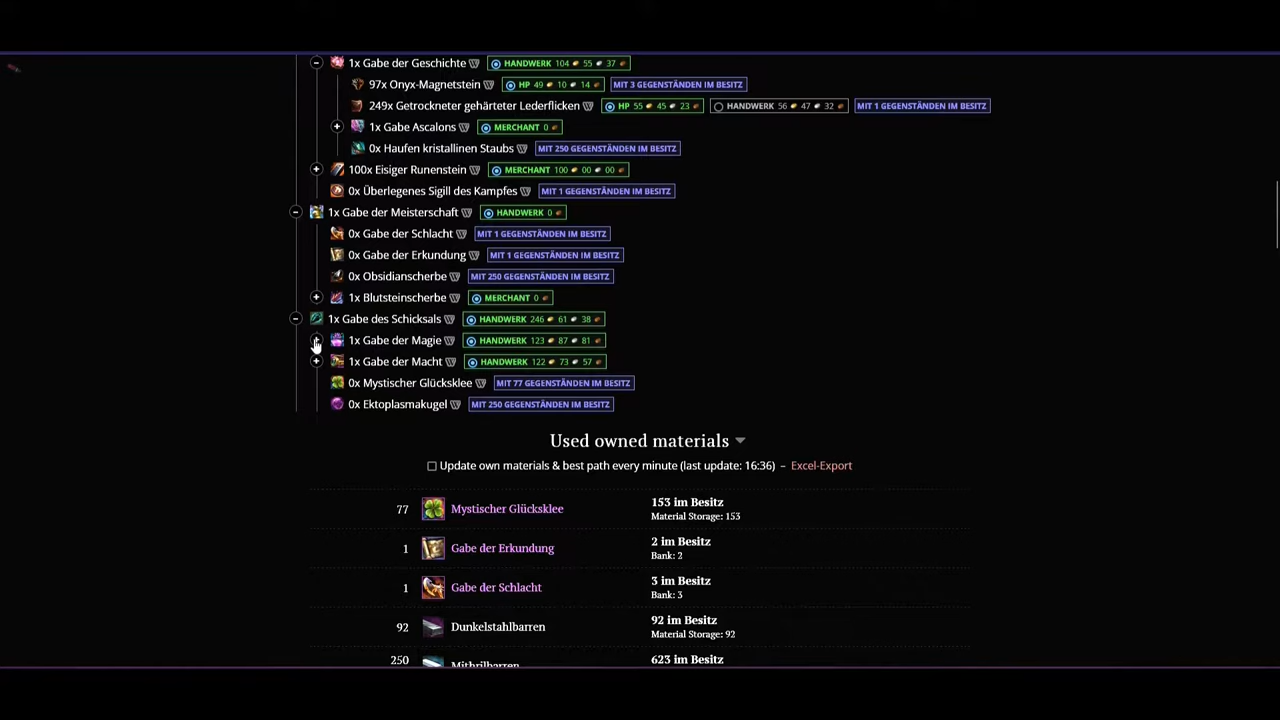 1x Gabe der Geschichte HANDWERK 104 55 37
97x Onyx-Magnetstein HP 49 10 14 MIT 3 GEGENSTÄNDEN IM BESITZ
249x Getrockneter gehärteter Lederflicken HP 55 45 23 HANDWERK 56 47 32 MIT 1 GEGENSTÄNDEN IM BESITZ
1x Gabe Ascalons MERCHANT 0
0x Haufen kristallinen Staubs MIT 250 GEGENSTÄNDEN IM BESITZ
100x Eisiger Runenstein MERCHANT 100 00 00
0x Überlegenes Sigill des Kampfes MIT 1 GEGENSTÄNDEN IM BESITZ
1x Gabe der Meisterschaft HANDWERK 0
0x Gabe der Schlacht MIT 1 GEGENSTÄNDEN IM BESITZ
0x Gabe der Erkundung MIT 1 GEGENSTÄNDEN IM BESITZ
0x Obsidianscherbe MIT 250 GEGENSTÄNDEN IM BESITZ
1x Blutsteinscherbe MERCHANT 0
1x Gabe des Schicksals HANDWERK 246 61 38
1x Gabe der Magie HANDWERK 123 87 81
1x Gabe der Macht HANDWERK 122 73 57
0x Mystischer Glücksklee MIT 77 GEGENSTÄNDEN IM BESITZ
0x Ektoplasmakugel MIT 250 GEGENSTÄNDEN IM BESITZ
Used owned materials
Update own materials & best path every minute (last update: 16:36) – Excel-Export
77 Mystischer Glücksklee 153 im Besitz
Material Storage: 153
1 Gabe der Erkundung 2 im Besitz
Bank: 2
1 Gabe der Schlacht 3 im Besitz
Bank: 3
92 Dunkelstahlbarren 92 im Besitz
Material Storage: 92
250 Mithrilbarren 623 im Besitz